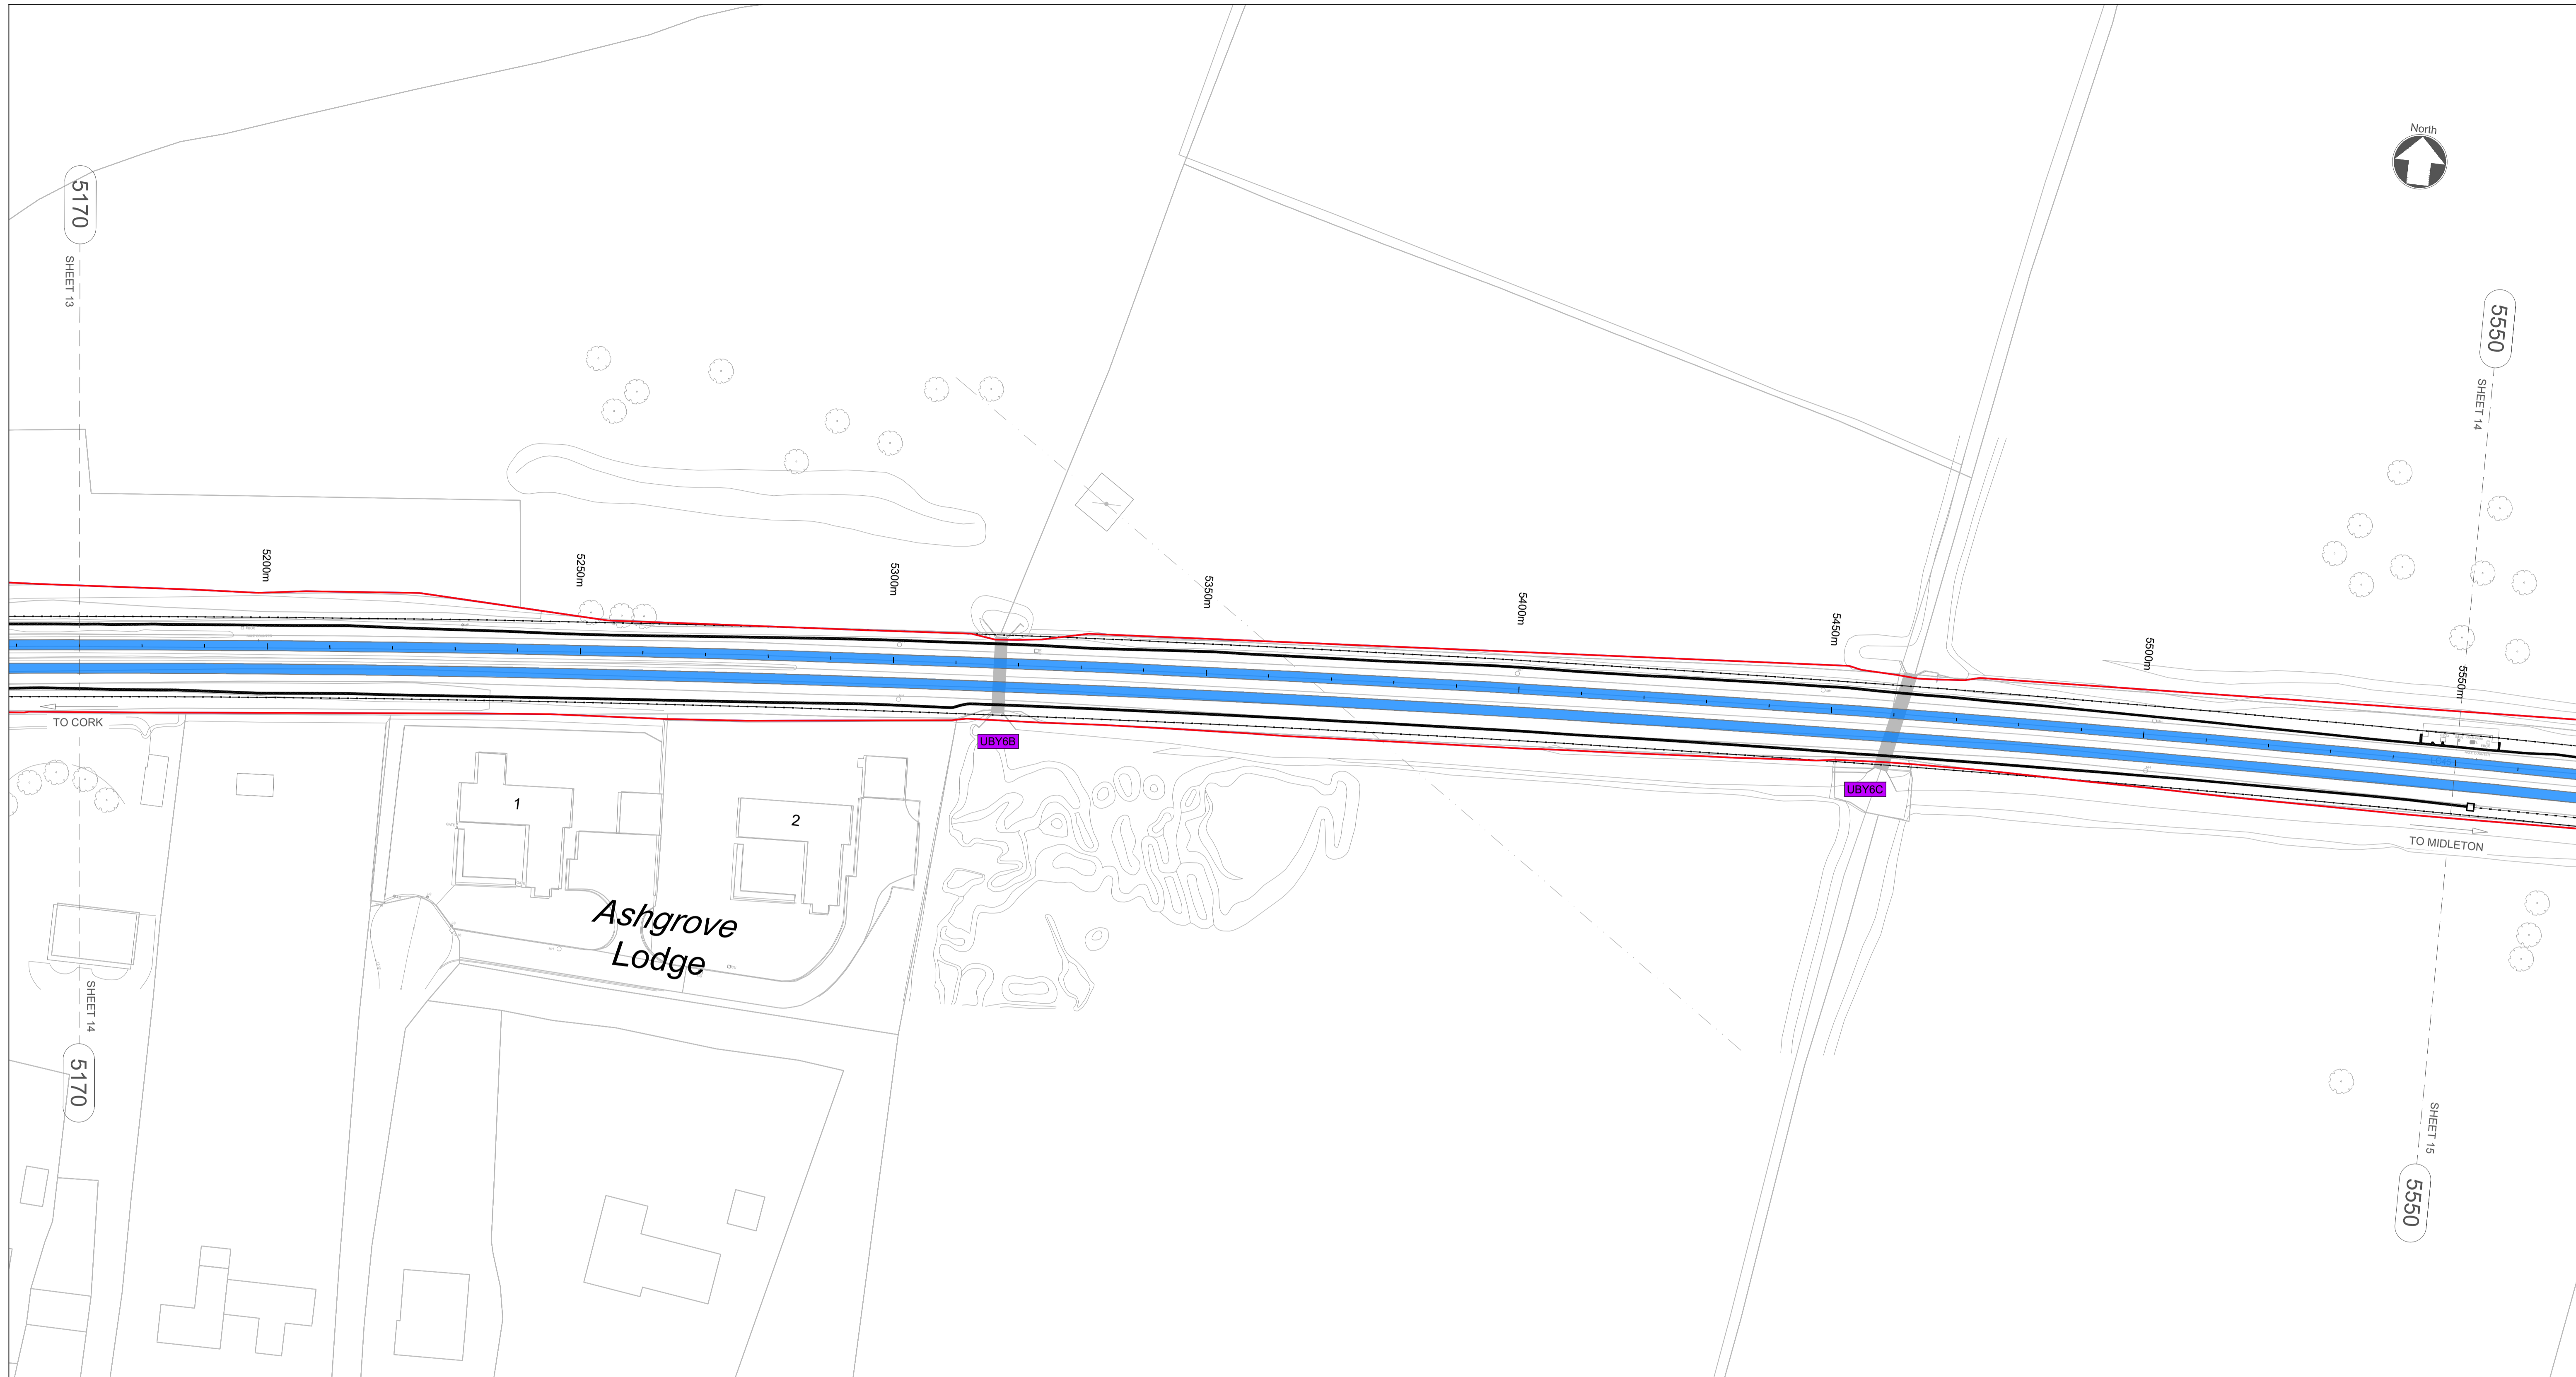 North
5170
SHEET 13
5550
SHEET 14
5200m
5250m
5300m
5350m
5400m
5450m
5500m
5550m
TO CORK
UBY6B
UBY6C
TO MIDLETON
1
2
Ashgrove
Lodge
SHEET 14
5170
SHEET 15
5550